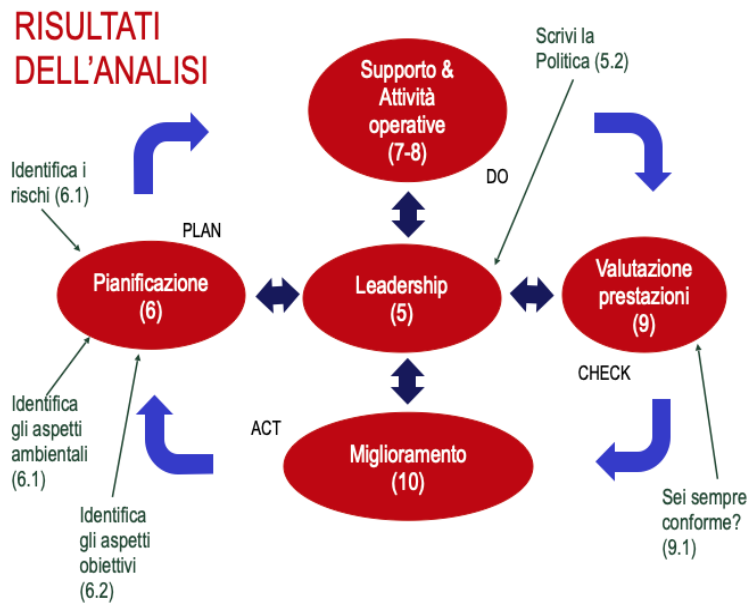 RISULTATI
DELL'ANALISI
Scrivi la
Politica (5.2)
Supporto &
Attività
operative
(7-8)
DO
Identifica i
rischi (6.1)
PLAN
Pianificazione
(6)
Leadership
(5)
Valutazione
prestazioni
(9)
CHECK
Identifica
gli aspetti
ambientali
(6.1)
ACT
Miglioramento
(10)
Identifica
gli aspetti
obiettivi
(6.2)
Sei sempre
conforme?
(9.1)